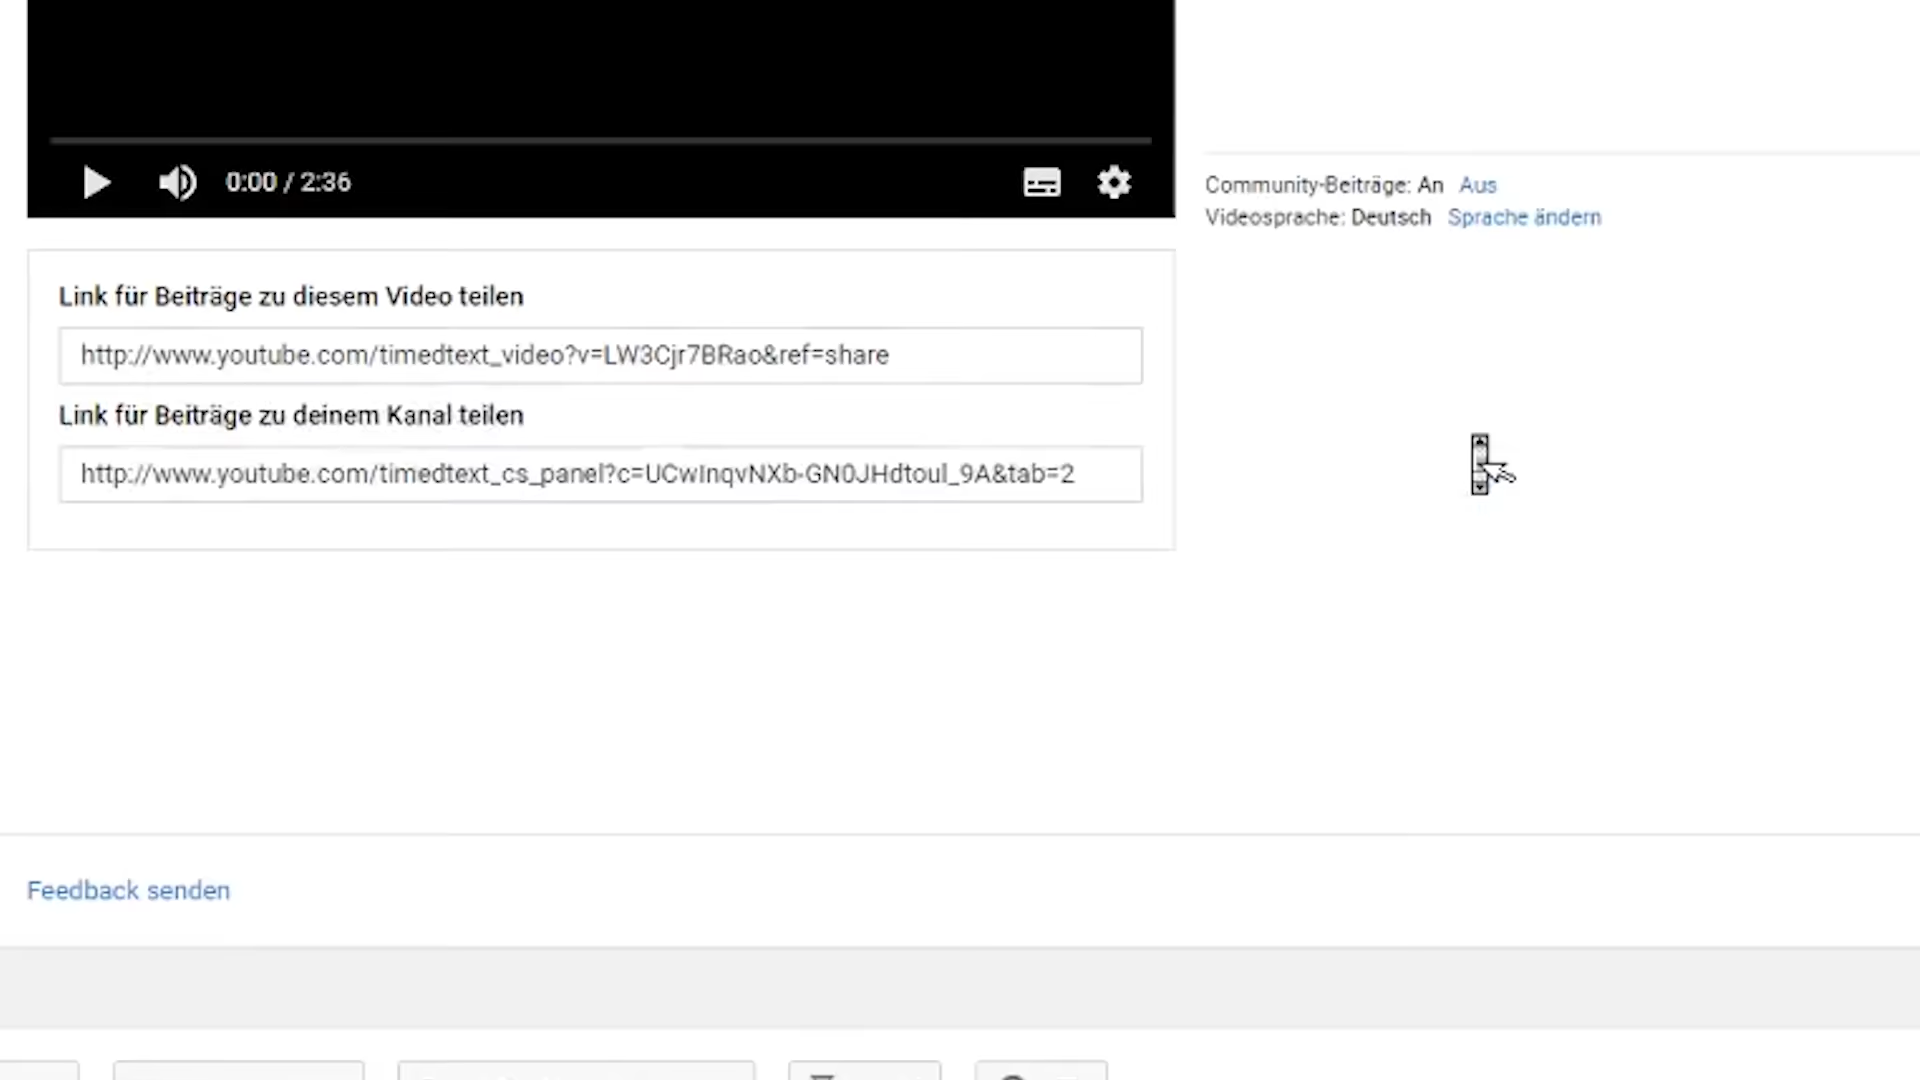 0:00 / 2:36
Community-Beiträge: An Aus
Videosprache: Deutsch Sprache ändern
Link für Beiträge zu diesem Video teilen
http://www.youtube.com/timedtext_video?v=LW3Cjr7BRao&ref=share
Link für Beiträge zu deinem Kanal teilen
http://www.youtube.com/timedtext_cs_panel?c=UCwInqvNXb-GN0JHdtouI_9A&tab=2
Feedback senden